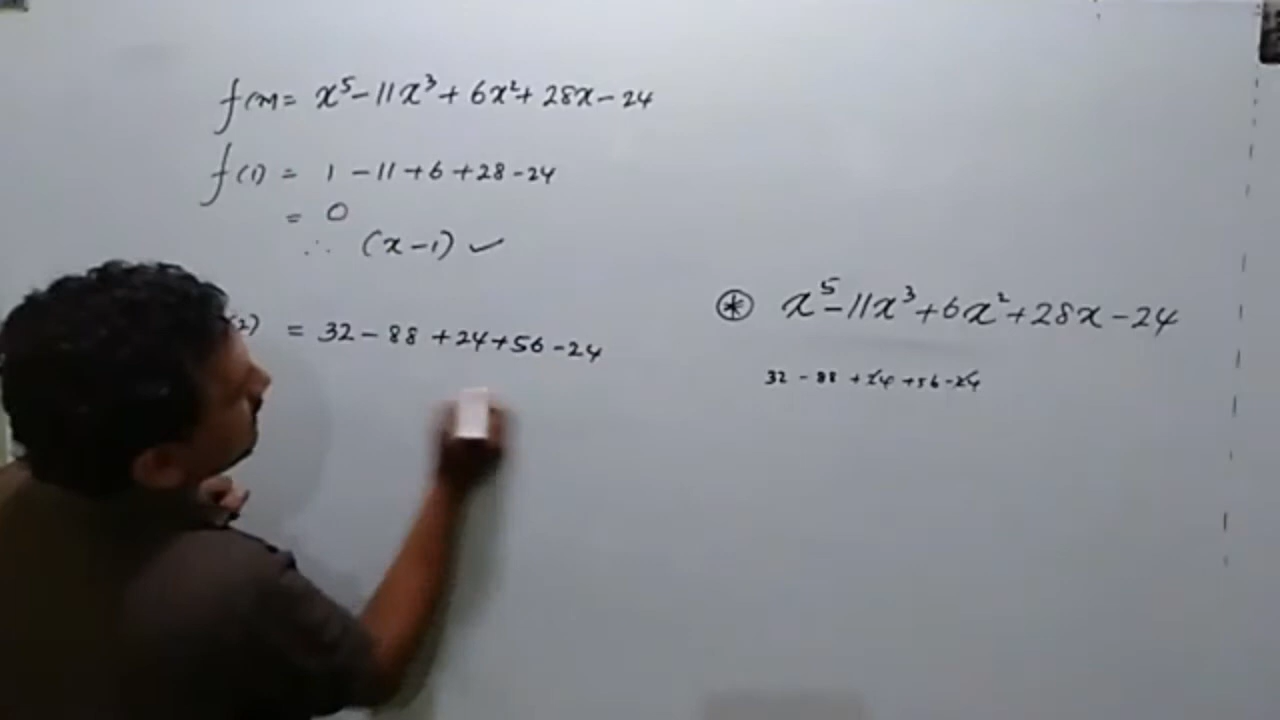 f(x) = x⁵ - 11x³ + 6x² + 28x - 24
f(1) = 1 - 11 + 6 + 28 - 24
= 0
∴ (x - 1) ✓
(2) = 32 - 88 + 24 + 56 - 24
⊛ x⁵ - 11x³ + 6x² + 28x - 24
32 - 88 + 24 + 56 - 24